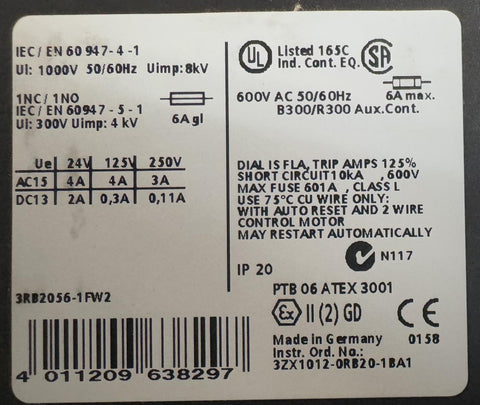 IEC/ EN 60 947-4 -1
UI: 1000V 50/60Hz Uimp: 8kV
1NC / 1NO
IEC / EN 60947 - 5 - 1
UI: 300V Uimp: 4 kV
6A gl
Ue 24V 125V 250V
AC15 4A 4A 3A
DC13 2A 0,3A 0,11A
3RB2056-1FW2
4 011209 638297
UL Listed 165C
Ind. Cont. EQ. SA
600V AC 50/60Hz 6A max.
B300/R300 Aux.Cont.
DIAL IS FLA, TRIP AMPS 125%
SHORT CIRCUIT10kA ,600V
MAX FUSE 601A , CLASS L
USE 75°C CU WIRE ONLY:
WITH AUTO RESET AND 2 WIRE
CONTROL MOTOR
MAY RESTART AUTOMATICALLY
N117
IP 20
PTB 06 ATEX 3001
Ex II (2) GD CE
Made in Germany 0158
Instr. Ord. No.:
3ZX1012-0RB20-1BA1